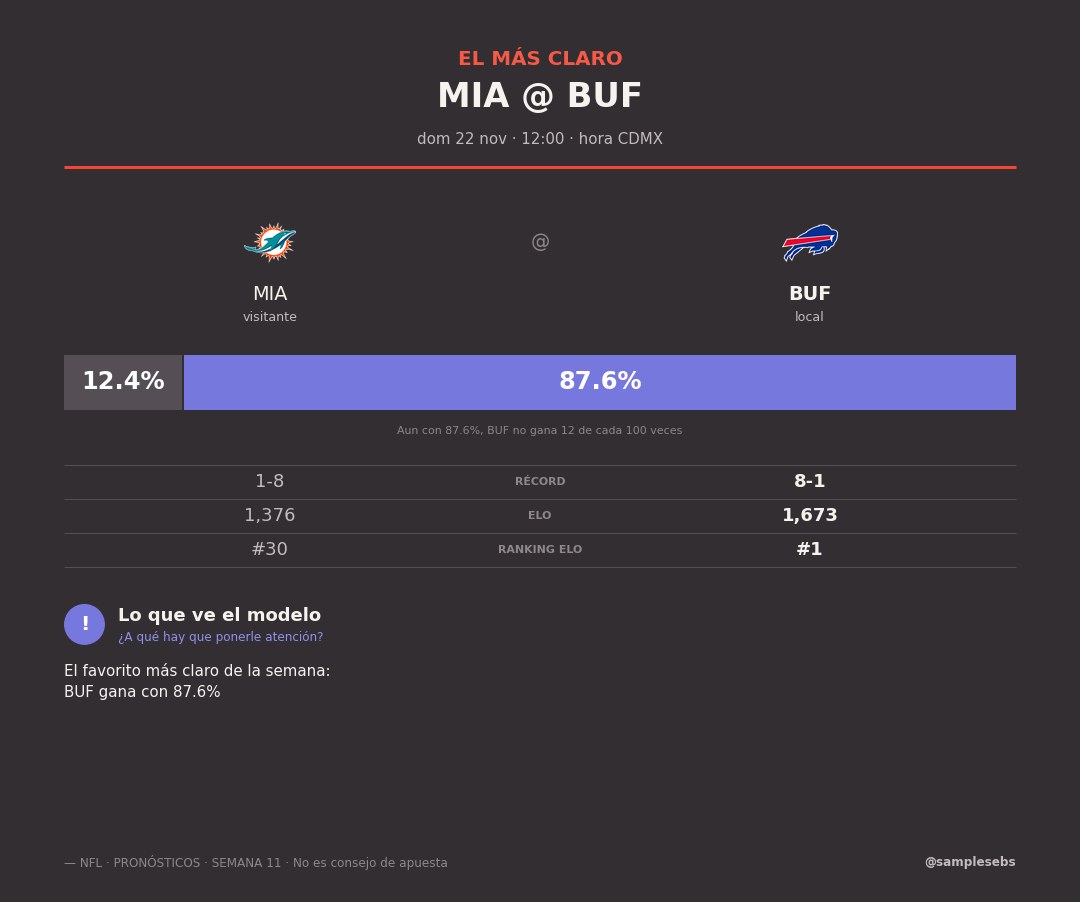 EL MÁS CLARO
MIA @ BUF
dom 22 nov · 12:00 · hora CDMX
@
MIA
visitante
BUF
local
12.4%
87.6%
Aun con 87.6%, BUF no gana 12 de cada 100 veces
1-8 RÉCORD 8-1
1,376 ELO 1,673
#30 RANKING ELO #1
!
Lo que ve el modelo
¿A qué hay que ponerle atención?
El favorito más claro de la semana:
BUF gana con 87.6%
— NFL · PRONÓSTICOS · SEMANA 11 · No es consejo de apuesta
@samplesebs